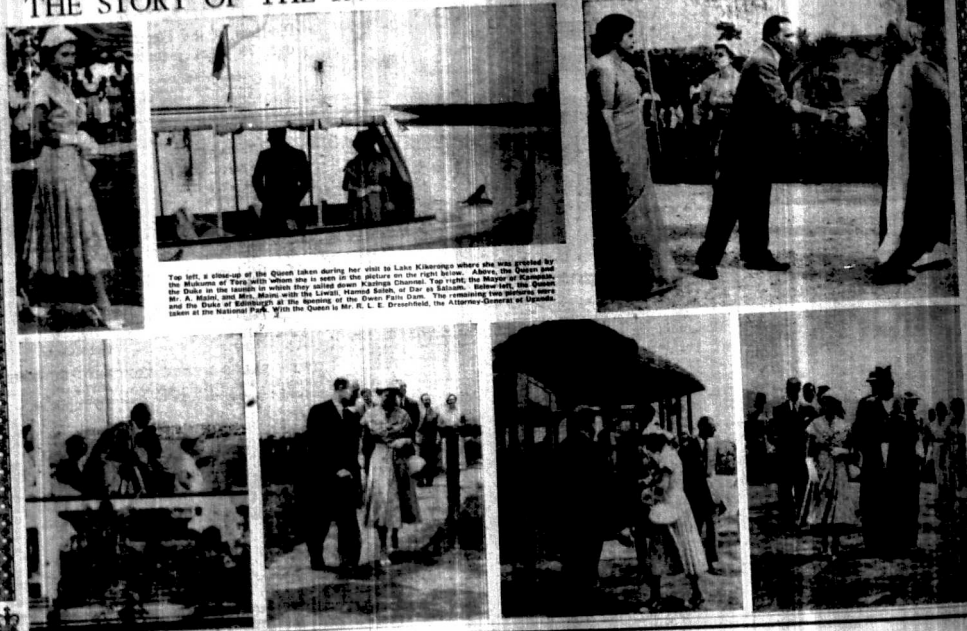 THE STORY OF THE
Top left, a close-up of the Queen taken during her visit to Lake Kikorongo where she was greeted by
the Mukuma of Toro with whom she is seen in the picture on the right below. Above, the Queen and
the Duke in the launch in which they sailed down Kazinga Channel. Top right, the Mayor of Kampala,
Mr. A. Maini, and Mrs. Maini with the Liwali, Hamed Saleh, of Dar es Salaam. Below left, the Queen
and the Duke of Edinburgh at the opening of the Owen Falls Dam. The remaining two pictures were
taken at the National Park. With the Queen is Mr. R. L. E. Dreschfield, the Attorney-General of Uganda.